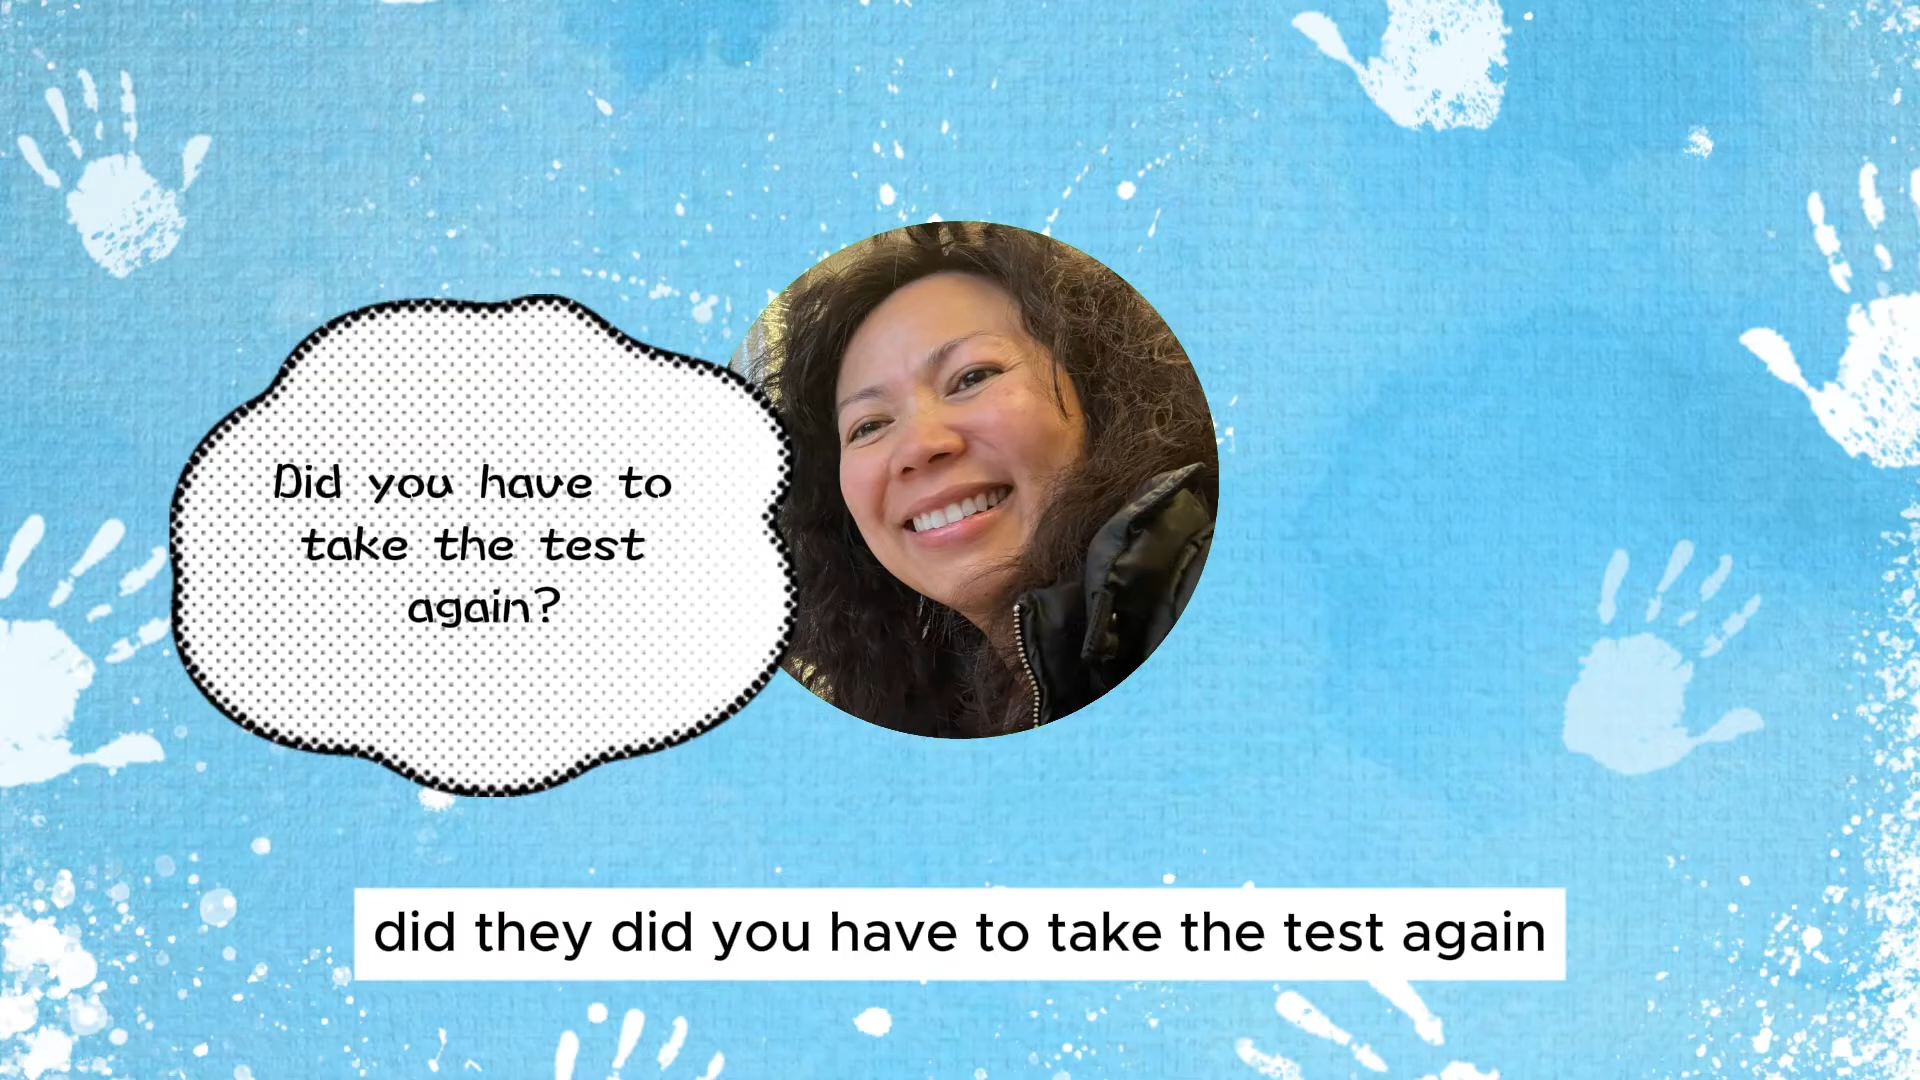 Did you have to
take the test
again?
did they did you have to take the test again